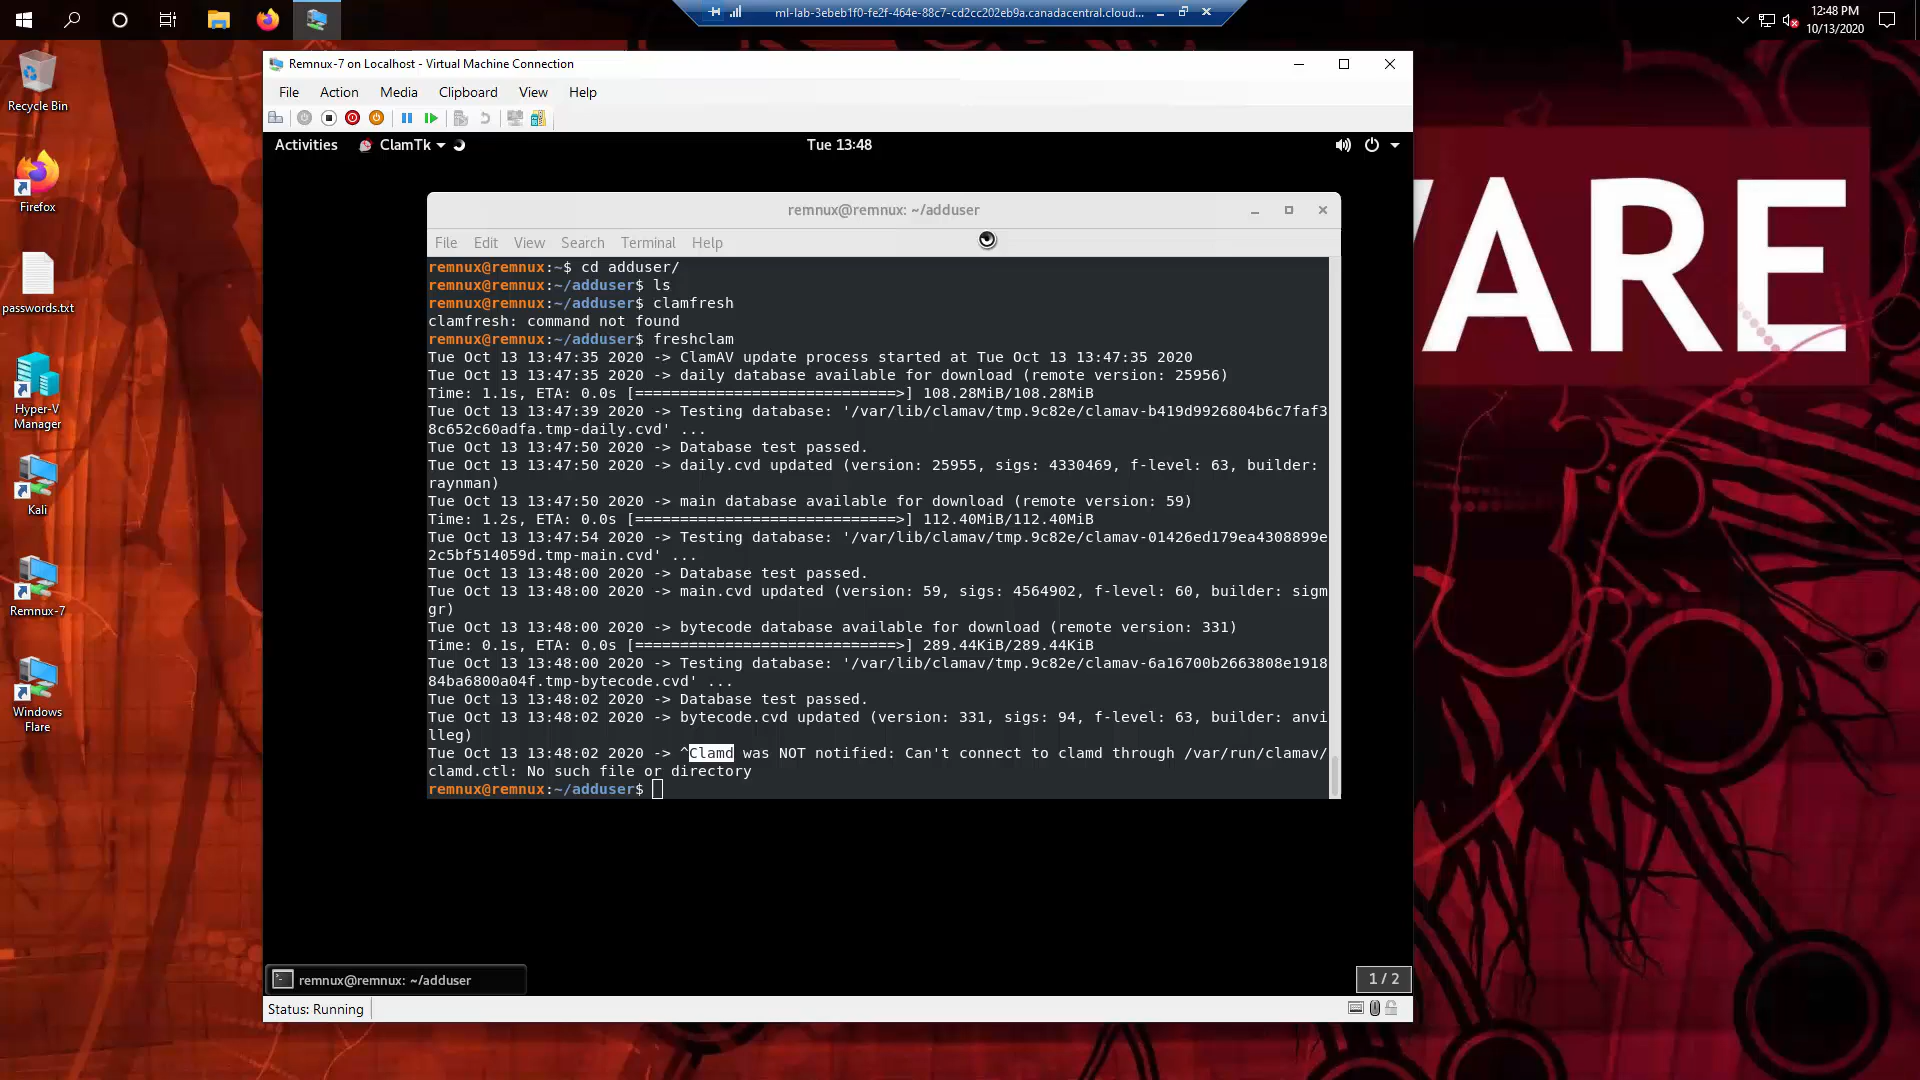 ml-lab-3ebeb1f0-fe2f-464e-88c7-cd2cc202eb9a.canadacentral.cloud...
12:48 PM
10/13/2020
Recycle Bin
Firefox
passwords.txt
Hyper-V
Manager
Kali
Remnux-7
Windows
Flare
WARE
Remnux-7 on Localhost - Virtual Machine Connection
File Action Media Clipboard View Help
Activities ClamTk Tue 13:48
remnux@remnux: ~/adduser
File Edit View Search Terminal Help
remnux@remnux:~$ cd adduser/
remnux@remnux:~/adduser$ ls
remnux@remnux:~/adduser$ clamfresh
clamfresh: command not found
remnux@remnux:~/adduser$ freshclam
Tue Oct 13 13:47:35 2020 -> ClamAV update process started at Tue Oct 13 13:47:35 2020
Tue Oct 13 13:47:35 2020 -> daily database available for download (remote version: 25956)
Time: 1.1s, ETA: 0.0s [=============================>] 108.28MiB/108.28MiB
Tue Oct 13 13:47:39 2020 -> Testing database: '/var/lib/clamav/tmp.9c82e/clamav-b419d9926804b6c7faf3
8c652c60adfa.tmp-daily.cvd' ...
Tue Oct 13 13:47:50 2020 -> Database test passed.
Tue Oct 13 13:47:50 2020 -> daily.cvd updated (version: 25955, sigs: 4330469, f-level: 63, builder:
raynman)
Tue Oct 13 13:47:50 2020 -> main database available for download (remote version: 59)
Time: 1.2s, ETA: 0.0s [=============================>] 112.40MiB/112.40MiB
Tue Oct 13 13:47:54 2020 -> Testing database: '/var/lib/clamav/tmp.9c82e/clamav-01426ed179ea4308899e
2c5bf514059d.tmp-main.cvd' ...
Tue Oct 13 13:48:00 2020 -> Database test passed.
Tue Oct 13 13:48:00 2020 -> main.cvd updated (version: 59, sigs: 4564902, f-level: 60, builder: sigm
gr)
Tue Oct 13 13:48:00 2020 -> bytecode database available for download (remote version: 331)
Time: 0.1s, ETA: 0.0s [=============================>] 289.44KiB/289.44KiB
Tue Oct 13 13:48:00 2020 -> Testing database: '/var/lib/clamav/tmp.9c82e/clamav-6a16700b2663808e1918
84ba6800a04f.tmp-bytecode.cvd' ...
Tue Oct 13 13:48:02 2020 -> Database test passed.
Tue Oct 13 13:48:02 2020 -> bytecode.cvd updated (version: 331, sigs: 94, f-level: 63, builder: anvi
lleg)
Tue Oct 13 13:48:02 2020 -> ^Clamd was NOT notified: Can't connect to clamd through /var/run/clamav/
clamd.ctl: No such file or directory
remnux@remnux:~/adduser$
remnux@remnux: ~/adduser
1 / 2
Status: Running